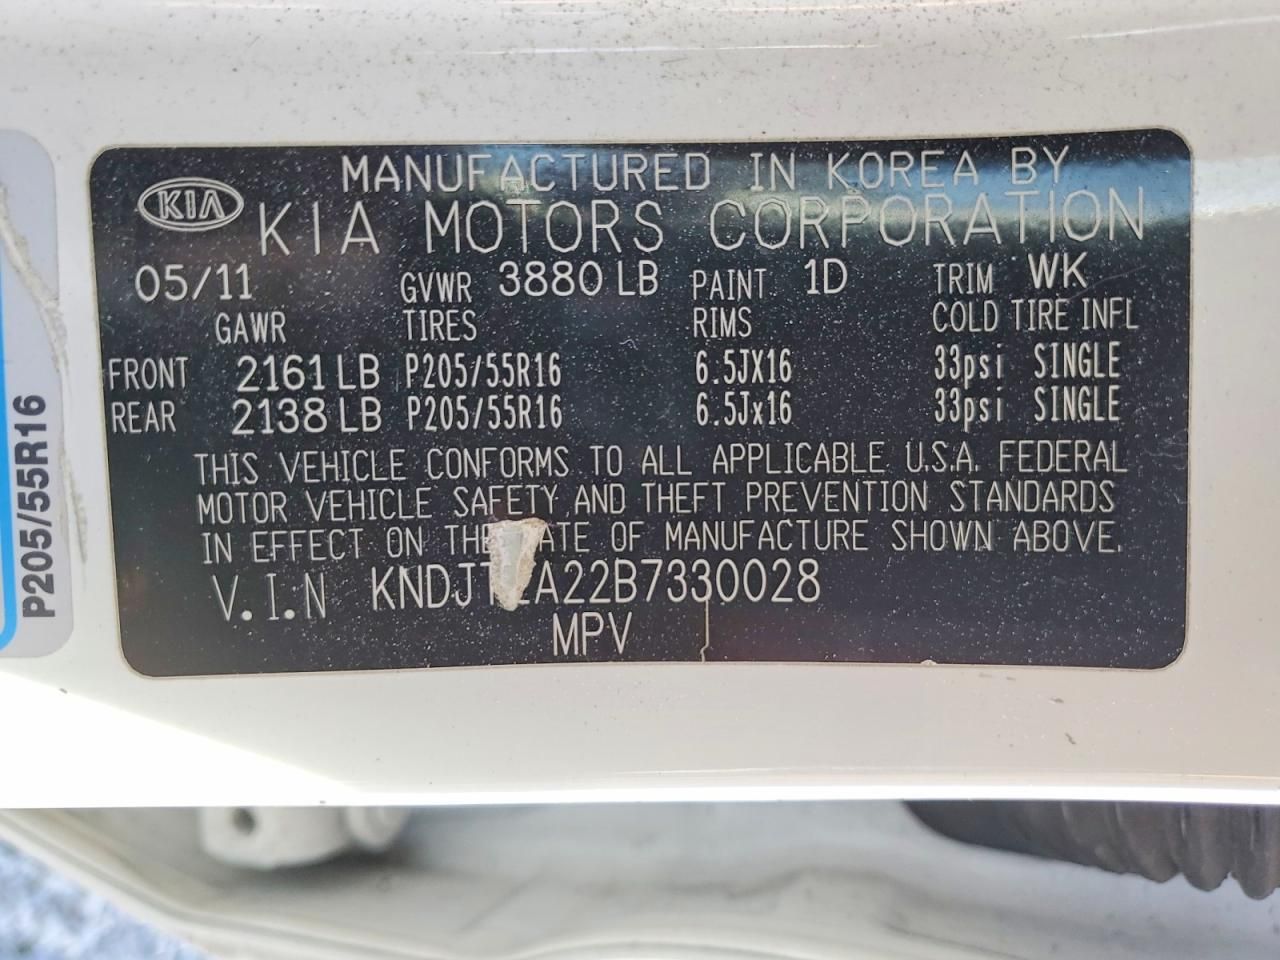 KIA
MANUFACTURED IN KOREA BY
KIA MOTORS CORPORATION
05/11 GVWR 3880 LB PAINT 1D TRIM WK
GAWR TIRES RIMS COLD TIRE INFL
FRONT 2161 LB P205/55R16 6.5JX16 33psi SINGLE
REAR 2138 LB P205/55R16 6.5Jx16 33psi SINGLE
THIS VEHICLE CONFORMS TO ALL APPLICABLE U.S.A. FEDERAL
MOTOR VEHICLE SAFETY AND THEFT PREVENTION STANDARDS
IN EFFECT ON THE ATE OF MANUFACTURE SHOWN ABOVE.
V.I.N KNDJT2A22B7330028
MPV
P205/55R16